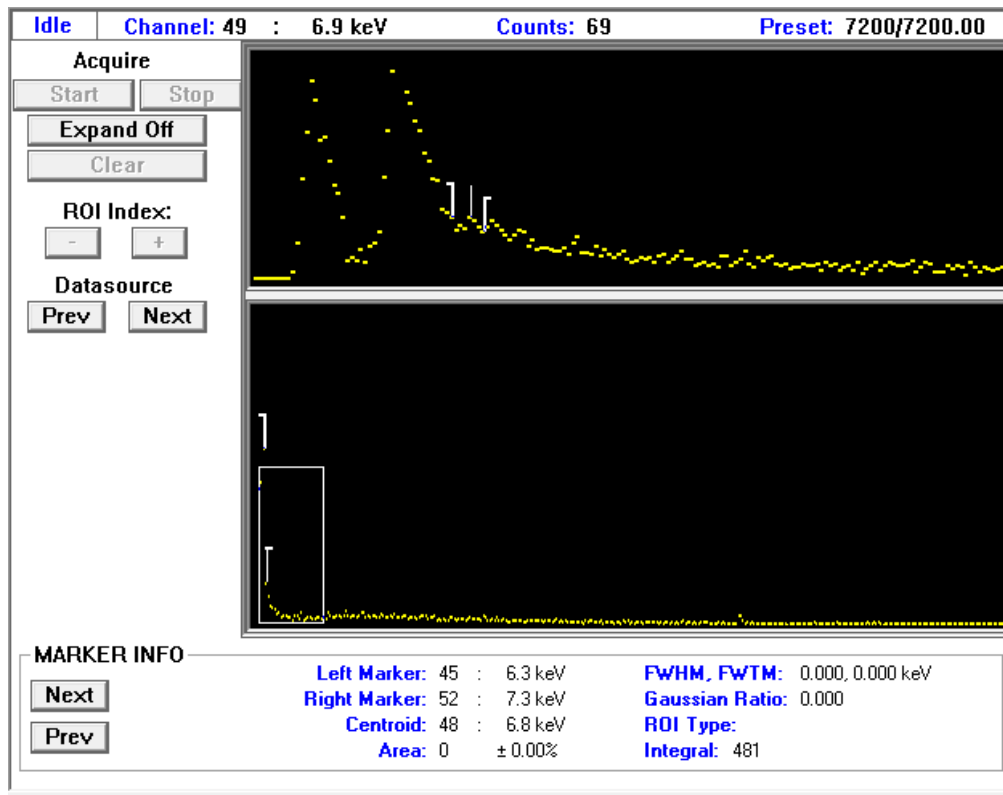 Idle Channel: 49 : 6.9 keV Counts: 69 Preset: 7200/7200.00
Acquire
Start Stop
Expand Off
Clear
ROI Index:
- +
Datasource
Prev Next
MARKER INFO
Next
Prev
Left Marker: 45 : 6.3 keV
Right Marker: 52 : 7.3 keV
Centroid: 48 : 6.8 keV
Area: 0 ± 0.00%
FWHM, FWTM: 0.000, 0.000 keV
Gaussian Ratio: 0.000
ROI Type:
Integral: 481